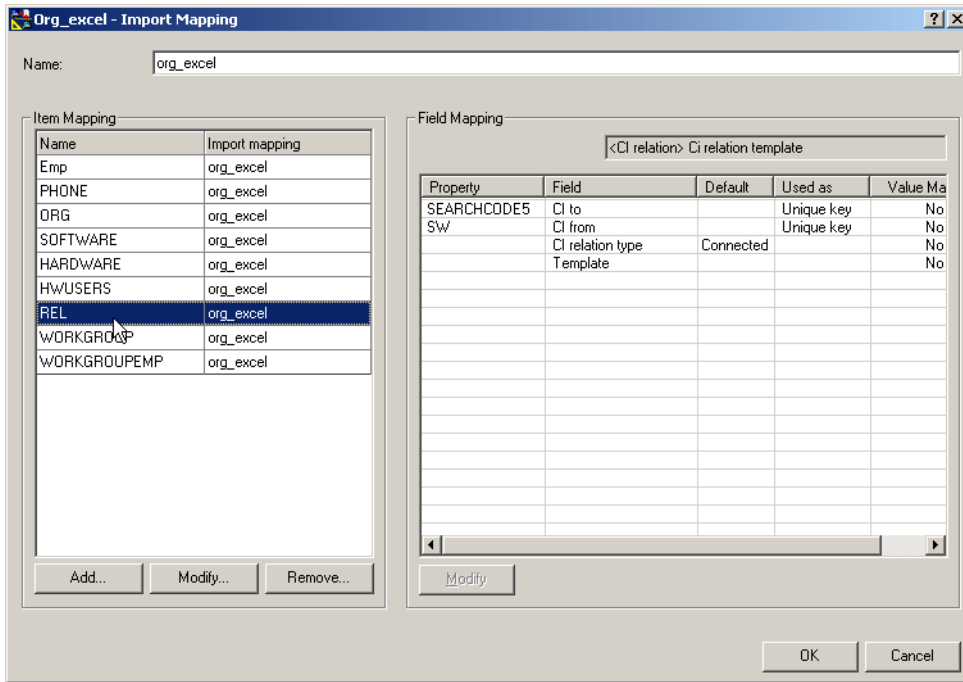 Org_excel - Import Mapping
Name: org_excel
Item Mapping
Name Import mapping
Emp org_excel
PHONE org_excel
ORG org_excel
SOFTWARE org_excel
HARDWARE org_excel
HWUSERS org_excel
REL org_excel
WORKGROUP org_excel
WORKGROUPEMP org_excel
Add... Modify... Remove...
Field Mapping
<CI relation> Ci relation template
Property Field Default Used as Value Ma
SEARCHCODE5 CI to Unique key No
SW CI from Unique key No
CI relation type Connected No
Template No
Modify
OK Cancel